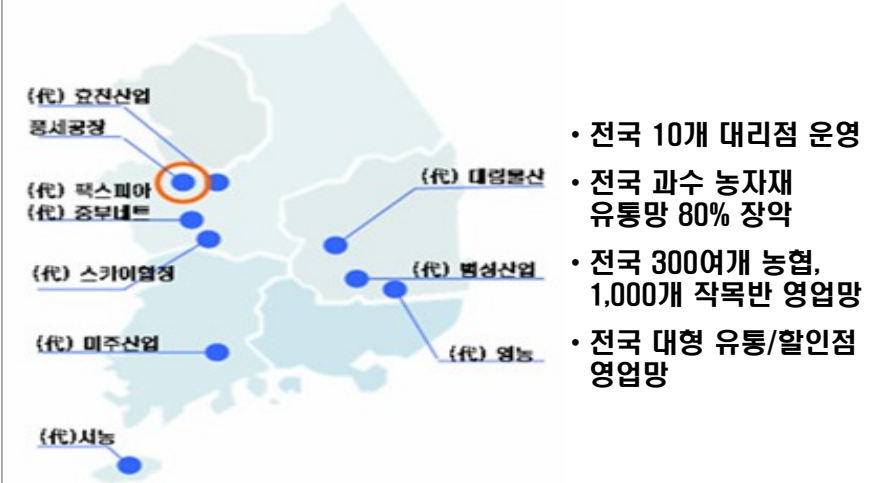 (代) 효진산업
풍세공장
(代) 팩스피아
(代) 중부네트
(代) 스카이협정
(代) 미주산업
(代)서농
(代) 대림물산
(代) 범성산업
(代) 영농
• 전국 10개 대리점 운영
• 전국 과수 농자재
유통망 80% 장악
• 전국 300여개 농협,
1,000개 작목반 영업망
• 전국 대형 유통/할인점
영업망